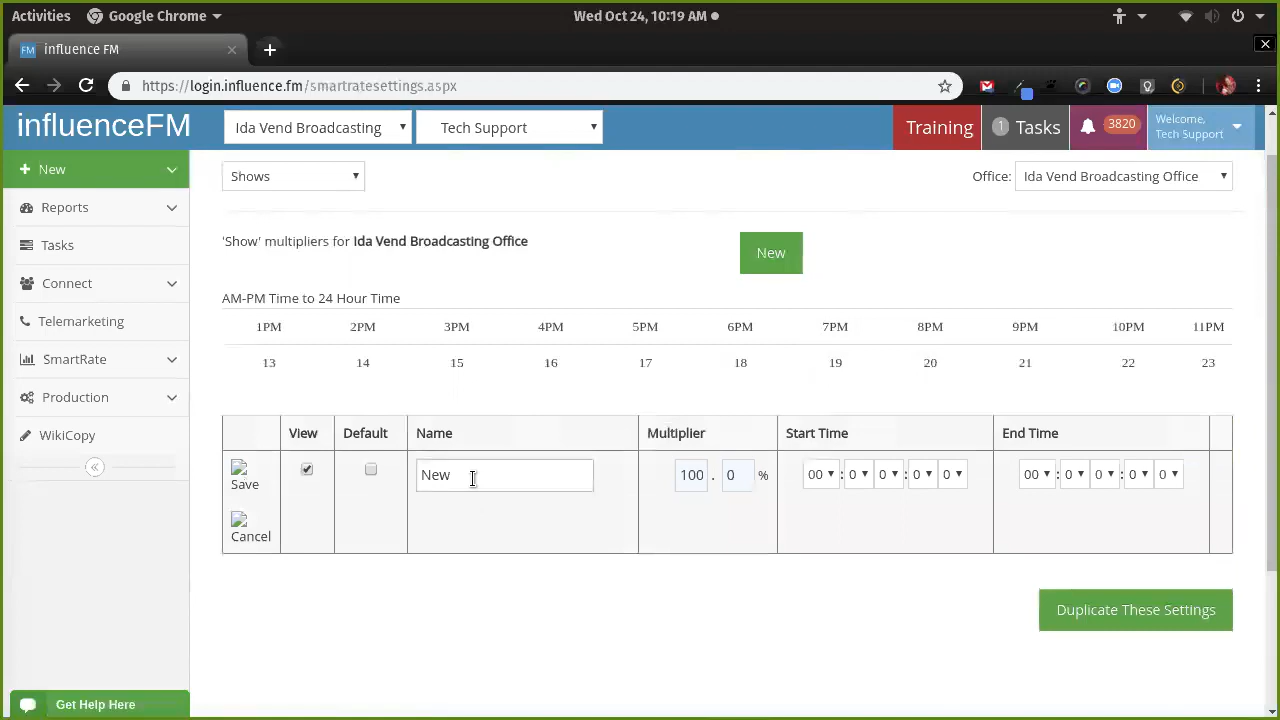 Activities Google Chrome Wed Oct 24, 10:19 AM
FM influence FM
https://login.influence.fm/smartratesettings.aspx
influenceFM Ida Vend Broadcasting Tech Support Training 1 Tasks 3820 Welcome, Tech Support
New
Reports
Tasks
Connect
Telemarketing
SmartRate
Production
WikiCopy
Shows Office: Ida Vend Broadcasting Office
'Show' multipliers for Ida Vend Broadcasting Office New
AM-PM Time to 24 Hour Time
1PM 2PM 3PM 4PM 5PM 6PM 7PM 8PM 9PM 10PM 11PM
13 14 15 16 17 18 19 20 21 22 23
View Default Name Multiplier Start Time End Time
Save New 100 . 0 % 00 : 0 0 : 0 0 00 : 0 0 : 0 0
Cancel
Duplicate These Settings
Get Help Here